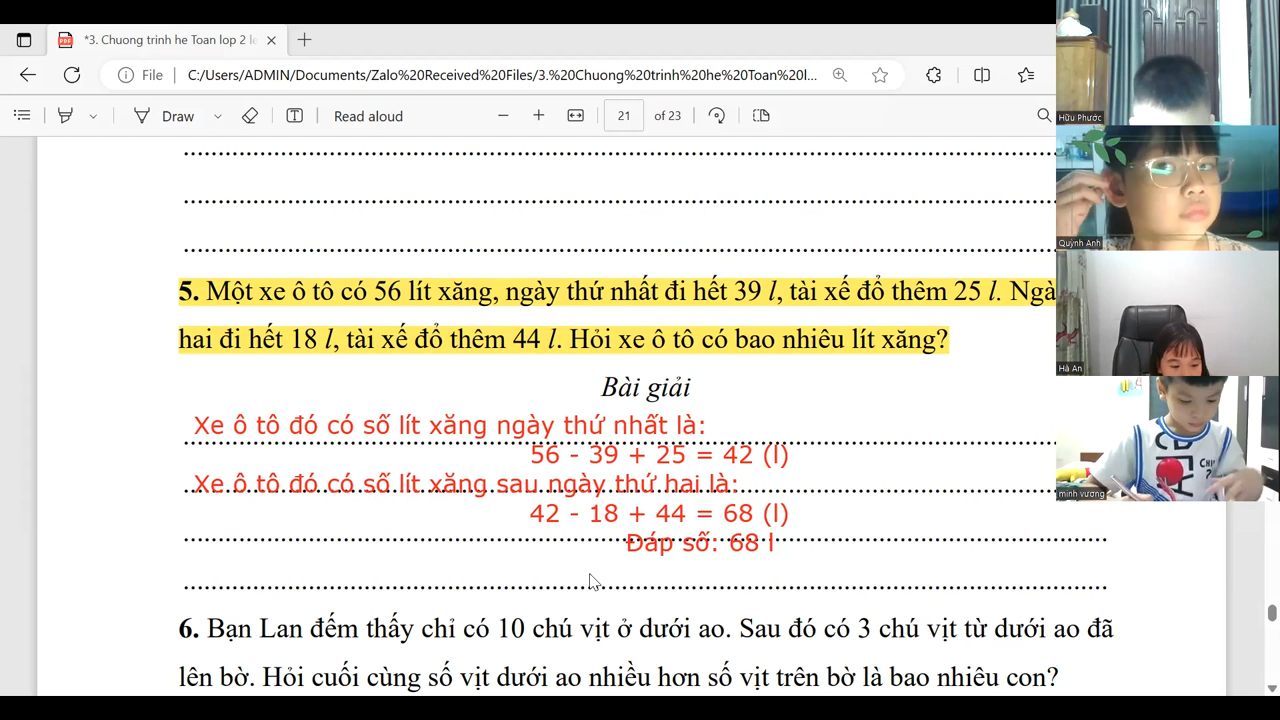 *3. Chuong trinh he Toan lop 2 le
File
C:/Users/ADMIN/Documents/Zalo%20Received%20Files/3.%20Chuong%20trinh%20he%20Toan%20l...
Draw
Read aloud
21
of 23
5. Một xe ô tô có 56 lít xăng, ngày thứ nhất đi hết 39 l, tài xế đổ thêm 25 l. Ngà
hai đi hết 18 l, tài xế đổ thêm 44 l. Hỏi xe ô tô có bao nhiêu lít xăng?
Bài giải
Xe ô tô đó có số lít xăng ngày thứ nhất là:
56 - 39 + 25 = 42 (l)
Xe ô tô đó có số lít xăng sau ngày thứ hai là:
42 - 18 + 44 = 68 (l)
Đáp số: 68 l
6. Bạn Lan đếm thấy chỉ có 10 chú vịt ở dưới ao. Sau đó có 3 chú vịt từ dưới ao đã
lên bờ. Hỏi cuối cùng số vịt dưới ao nhiều hơn số vịt trên bờ là bao nhiêu con?
Hữu Phước
Quỳnh Anh
Hà An
minh vương